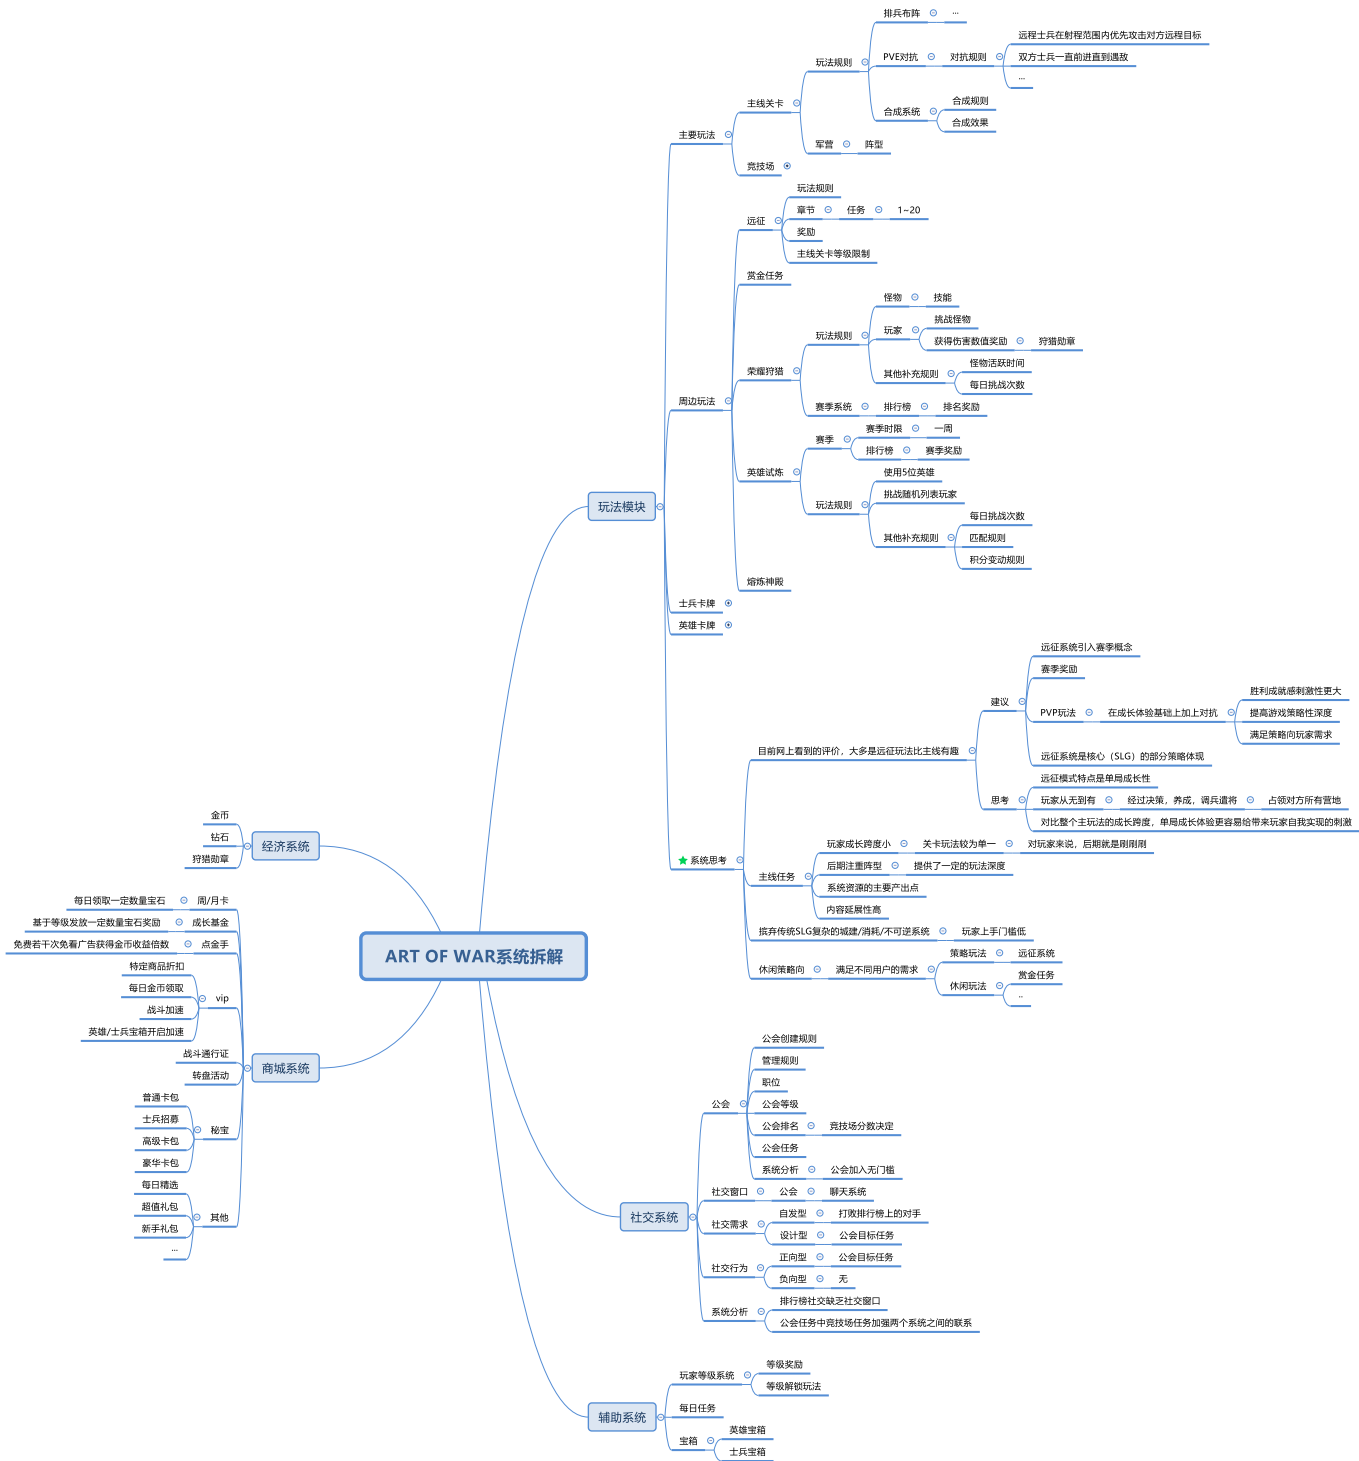 ART OF WAR系统拆解
玩法模块
主要玩法
主线关卡
玩法规则
排兵布阵
...
PVE对抗
对抗规则
远程士兵在射程范围内优先攻击对方远程目标
双方士兵一直前进直到遇敌
...
合成系统
合成规则
合成效果
军营
阵型
竞技场
周边玩法
远征
玩法规则
章节
任务
1~20
奖励
主线关卡等级限制
赏金任务
荣耀狩猎
玩法规则
怪物
技能
玩家
挑战怪物
获得伤害数值奖励
狩猎勋章
其他补充规则
怪物活跃时间
每日挑战次数
赛季系统
排行榜
排名奖励
英雄试炼
赛季
赛季时限
一周
排行榜
赛季奖励
玩法规则
使用5位英雄
挑战随机列表玩家
其他补充规则
每日挑战次数
匹配规则
积分变动规则
熔炼神殿
士兵卡牌
英雄卡牌
系统思考
目前网上看到的评价，大多是远征玩法比主线有趣
建议
远征系统引入赛季概念
赛季奖励
PVP玩法
在成长体验基础上加上对抗
胜利成就感刺激性更大
提高游戏策略性深度
满足策略向玩家需求
远征系统是核心（SLG）的部分策略体现
思考
远征模式特点是单局成长性
玩家从无到有
经过决策，养成，调兵遣将
占领对方所有营地
对比整个主玩法的成长跨度，单局成长体验更容易给带来玩家自我实现的刺激
主线任务
玩家成长跨度小
关卡玩法较为单一
对玩家来说，后期就是刷刷刷
后期注重阵型
提供了一定的玩法深度
系统资源的主要产出点
内容延展性高
摈弃传统SLG复杂的城建/消耗/不可逆系统
玩家上手门槛低
休闲策略向
满足不同用户的需求
策略玩法
远征系统
休闲玩法
赏金任务
..
经济系统
金币
钻石
狩猎勋章
商城系统
周/月卡
每日领取一定数量宝石
成长基金
基于等级发放一定数量宝石奖励
点金手
免费若干次免看广告获得金币收益倍数
vip
特定商品折扣
每日金币领取
战斗加速
英雄/士兵宝箱开启加速
战斗通行证
转盘活动
秘宝
普通卡包
士兵招募
高级卡包
豪华卡包
其他
每日精选
超值礼包
新手礼包
...
社交系统
公会
公会创建规则
管理规则
职位
公会等级
公会排名
竞技场分数决定
公会任务
系统分析
公会加入无门槛
社交窗口
公会
聊天系统
社交需求
自发型
打败排行榜上的对手
设计型
公会目标任务
社交行为
正向型
公会目标任务
负向型
无
系统分析
排行榜社交缺乏社交窗口
公会任务中竞技场任务加强两个系统之间的联系
辅助系统
玩家等级系统
等级奖励
等级解锁玩法
每日任务
宝箱
英雄宝箱
士兵宝箱